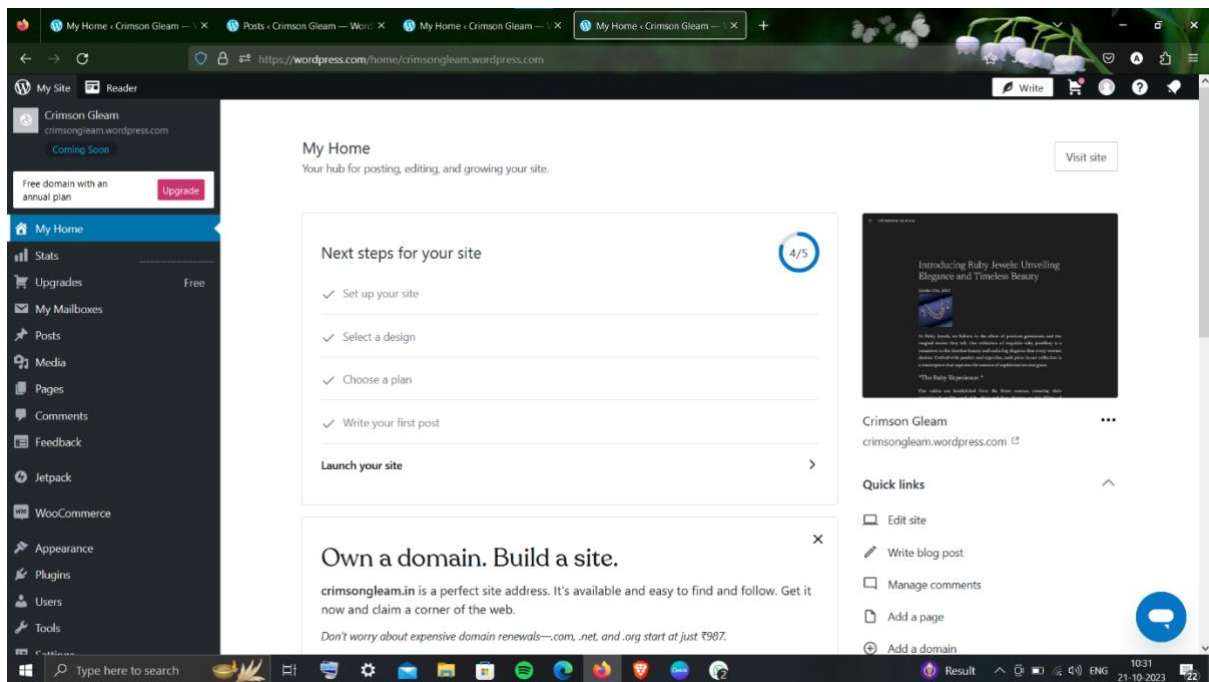 My Home ‹ Crimson Gleam —
Posts ‹ Crimson Gleam —
My Home ‹ Crimson Gleam —
My Home ‹ Crimson Gleam —
https://wordpress.com/home/crimsongleam.wordpress.com
My Site
Reader
Write
Crimson Gleam
crimsongleam.wordpress.com
Coming Soon
Free domain with an
annual plan
Upgrade
My Home
Stats
Upgrades
Free
My Mailboxes
Posts
Media
Pages
Comments
Feedback
Jetpack
WooCommerce
Appearance
Plugins
Users
Tools
My Home
Your hub for posting, editing, and growing your site.
Visit site
Next steps for your site
4/5
Set up your site
Select a design
Choose a plan
Write your first post
Launch your site
Own a domain. Build a site.
crimsongleam.in is a perfect site address. It's available and easy to find and follow. Get it
now and claim a corner of the web.
Don't worry about expensive domain renewals—.com, .net, and .org start at just ₹987.
Introducing Ruby Jewels: Unveiling
Elegance and Timeless Beauty
"The Ruby Experience: "
Crimson Gleam
crimsongleam.wordpress.com
Quick links
Edit site
Write blog post
Manage comments
Add a page
Add a domain
Type here to search
Result
ENG
10:31
21-10-2023
22